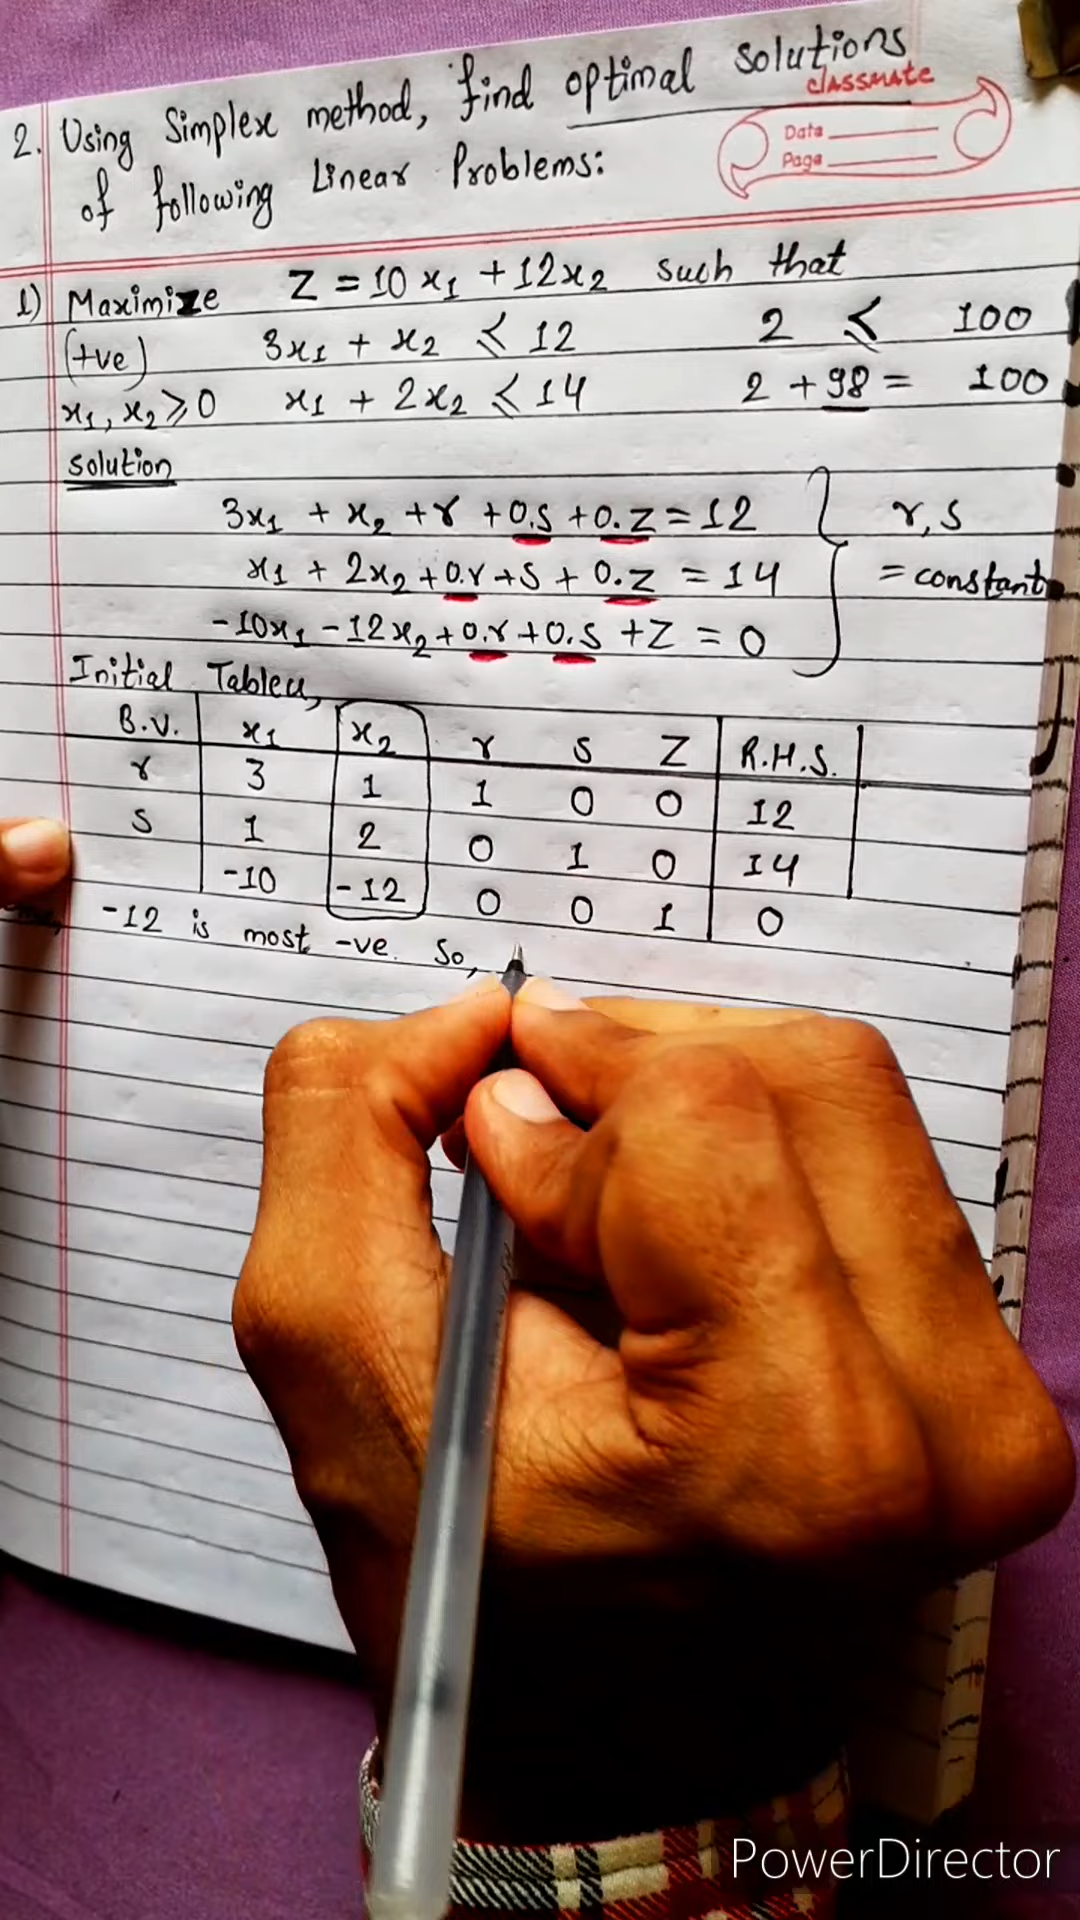 2. Using Simplex method, find optimal solutions
of following Linear Problems:
classmate
Date
Page
1) Maximize Z = 10x₁ + 12x₂ such that
(+ve) 3x₁ + x₂ ≤ 12 2 ≤ 100
x₁, x₂ ≥ 0 x₁ + 2x₂ ≤ 14 2 + 98 = 100
solution
3x₁ + x₂ + r + 0.s + 0.z = 12 r, s
x₁ + 2x₂ + 0.r + s + 0.z = 14 = constant
-10x₁ - 12x₂ + 0.r + 0.s + z = 0
Initial Tableu,
B.V. x₁ x₂ r s Z R.H.S.
r 3 1 1 0 0 12
s 1 2 0 1 0 14
-10 -12 0 0 1 0
-12 is most -ve. So,
PowerDirector